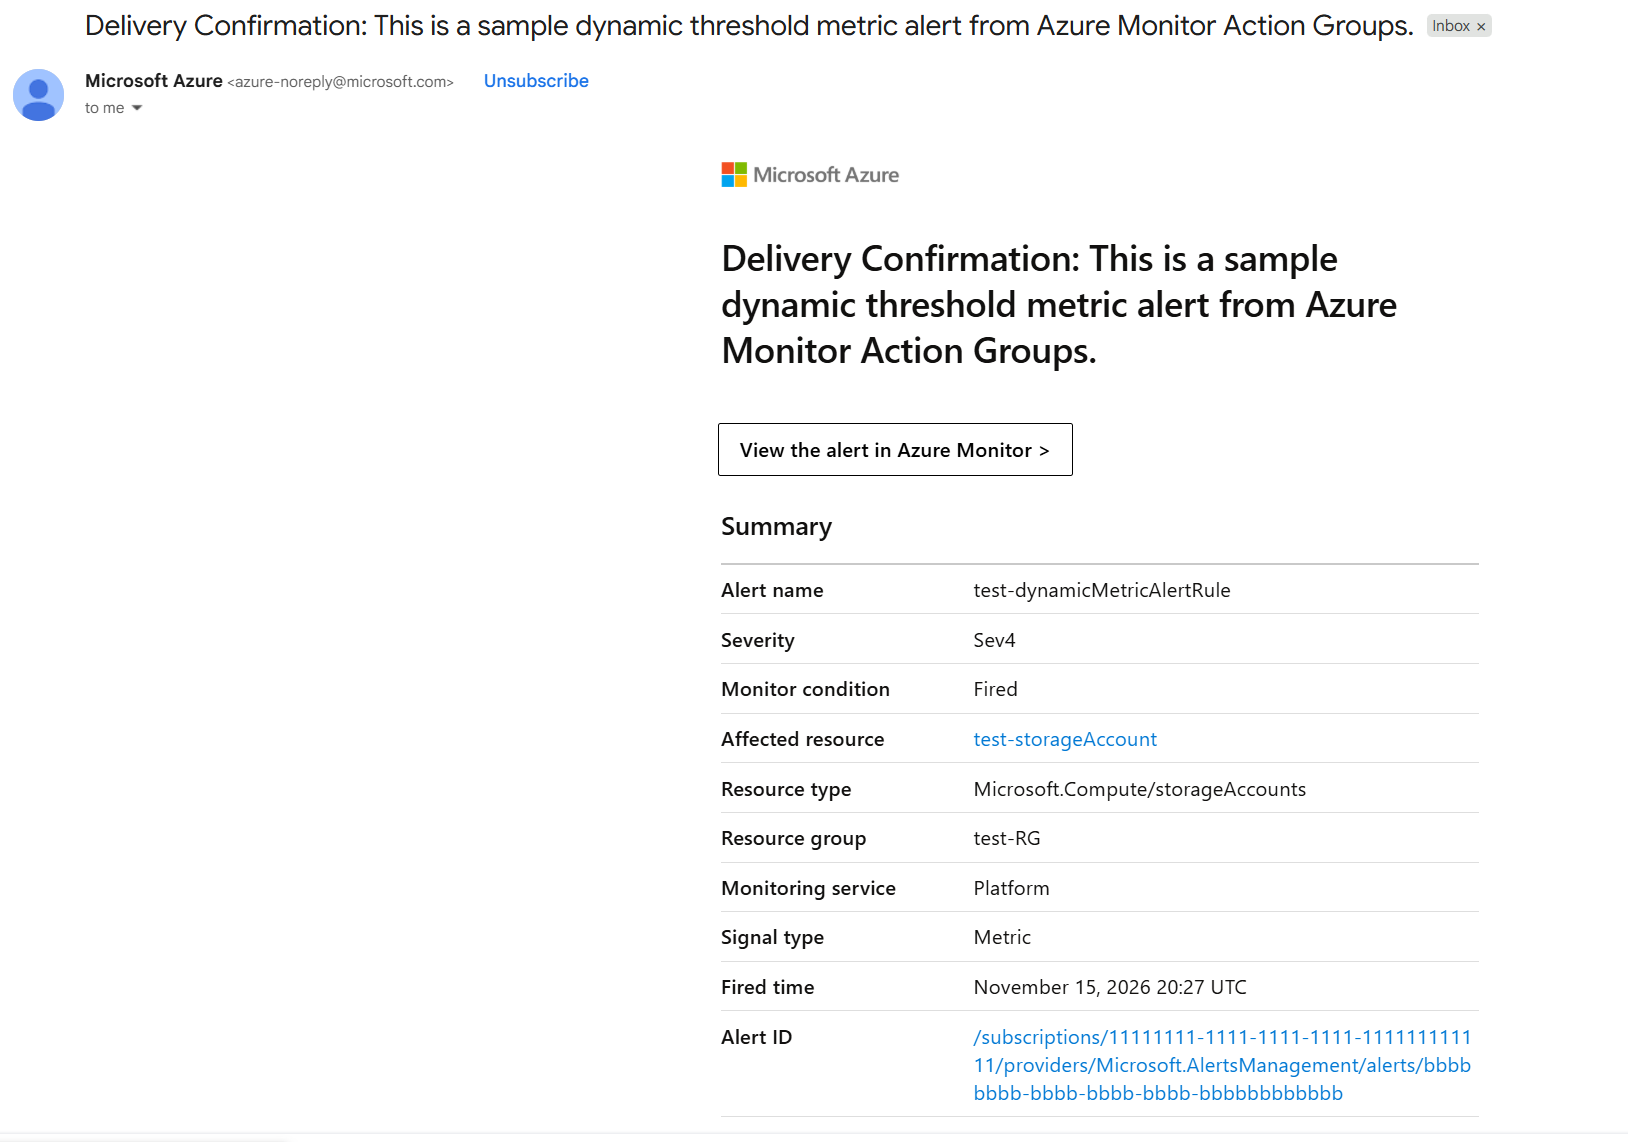 Delivery Confirmation: This is a sample dynamic threshold metric alert from Azure Monitor Action Groups. Inbox ×
Microsoft Azure <azure-noreply@microsoft.com> Unsubscribe
to me
Microsoft Azure
Delivery Confirmation: This is a sample
dynamic threshold metric alert from Azure
Monitor Action Groups.
View the alert in Azure Monitor >
Summary
Alert name test-dynamicMetricAlertRule
Severity Sev4
Monitor condition Fired
Affected resource test-storageAccount
Resource type Microsoft.Compute/storageAccounts
Resource group test-RG
Monitoring service Platform
Signal type Metric
Fired time November 15, 2026 20:27 UTC
Alert ID /subscriptions/11111111-1111-1111-1111-1111111111
11/providers/Microsoft.AlertsManagement/alerts/bbbb
bbbb-bbbb-bbbb-bbbb-bbbbbbbbbbbb